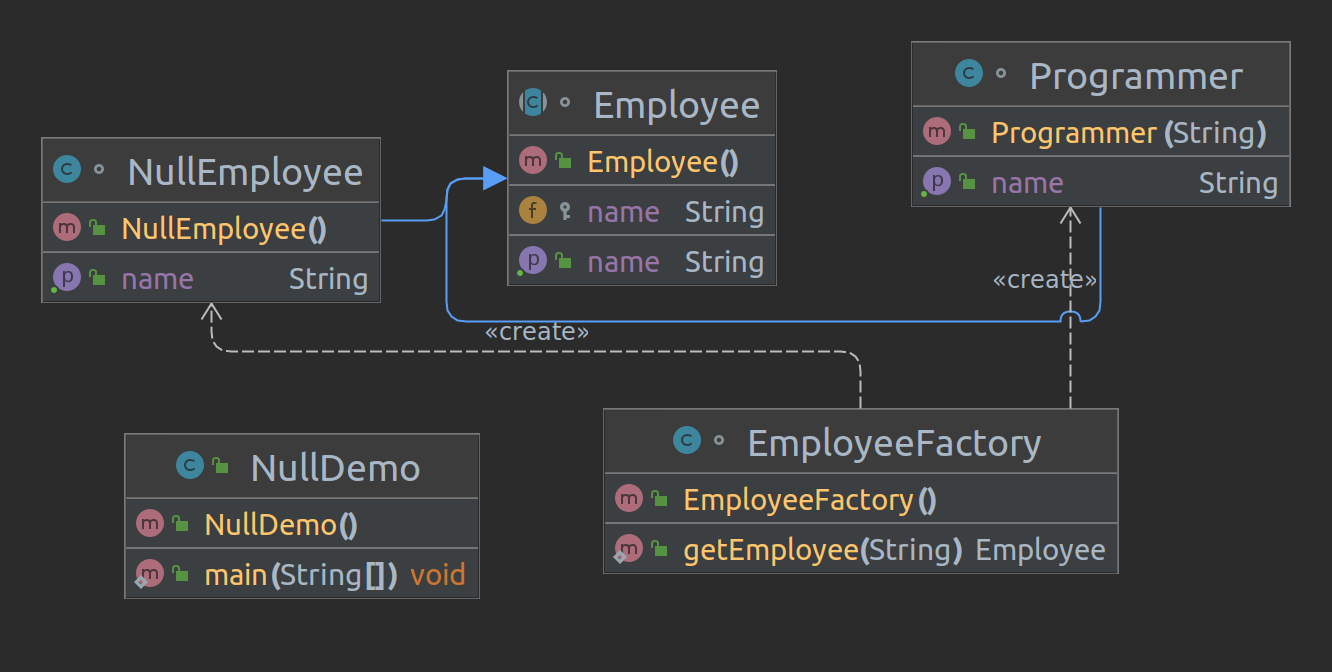 NullEmployee
NullEmployee()
name String
Employee
Employee()
name String
name String
Programmer
Programmer(String)
name String
«create»
«create»
NullDemo
NullDemo()
main(String[]) void
EmployeeFactory
EmployeeFactory()
getEmployee(String) Employee